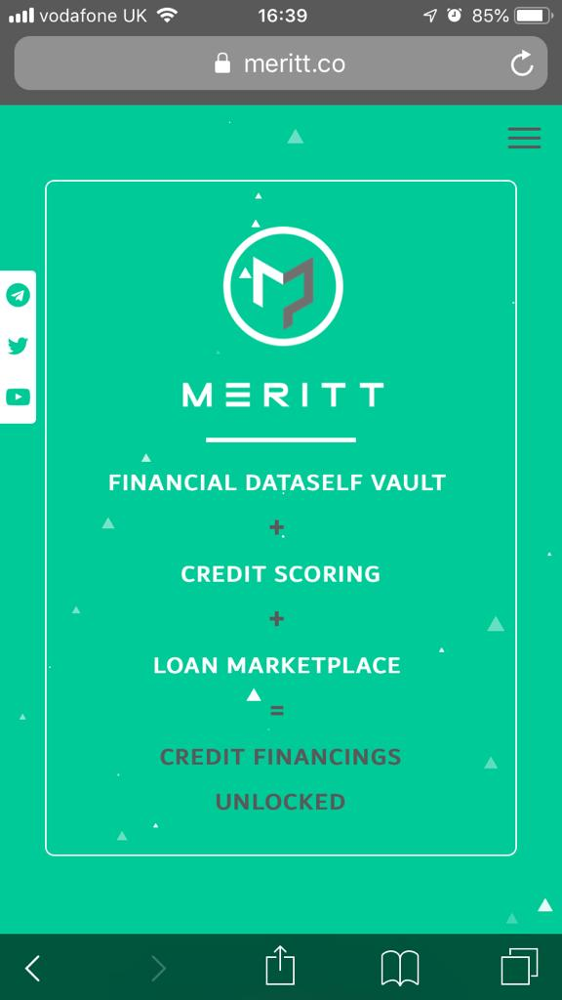 vodafone UK 16:39 85%
meritt.co
MERITT
FINANCIAL DATASELF VAULT
+
CREDIT SCORING
+
LOAN MARKETPLACE
=
CREDIT FINANCINGS
UNLOCKED